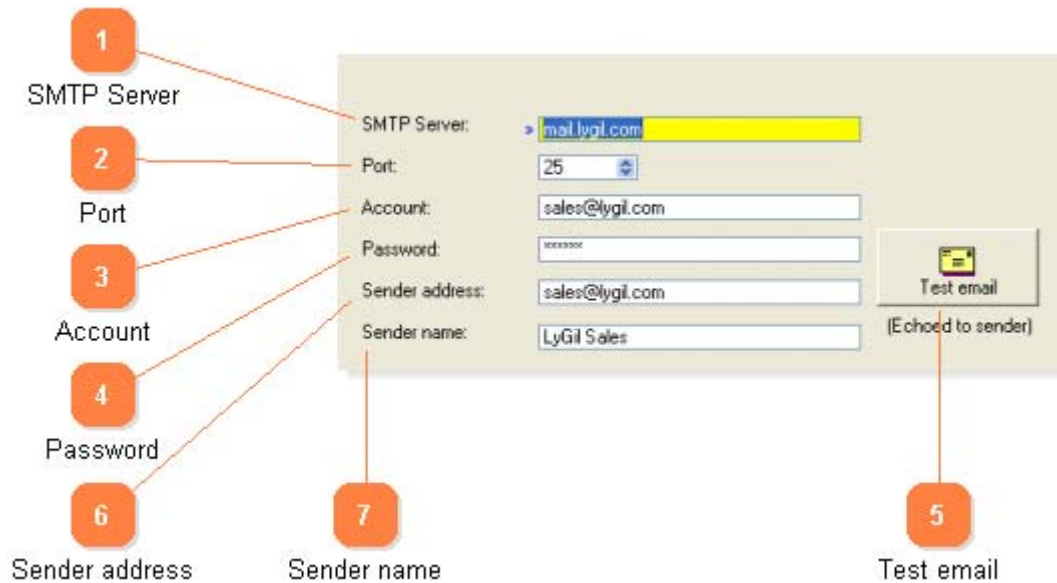 1
SMTP Server
2
Port
3
Account
4
Password
6
Sender address
7
Sender name
5
Test email
SMTP Server: » mail.lygil.com
Port: 25
Account: sales@lygil.com
Password: *******
Sender address: sales@lygil.com
Sender name: LyGil Sales
Test email
(Echoed to sender)